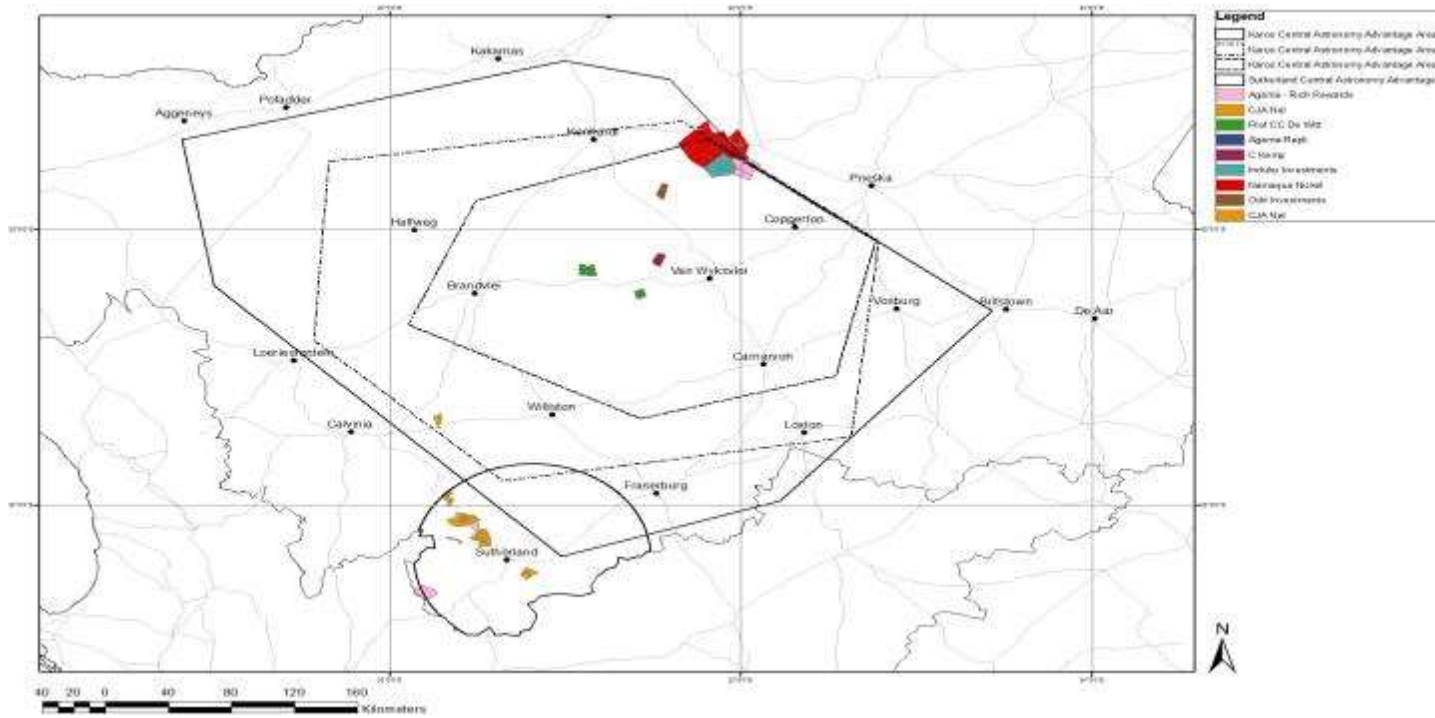 Legend
Karoo Central Astronomy Advantage Area
Karoo Central Astronomy Advantage Area
Karoo Central Astronomy Advantage Area
Sutherland Central Astronomy Advantage
Agama - Rich Rewards
CJA Nel
Prof CC De Witt
Agama
C Kemp
Investments
Namaqua Nickel
Investments
CJA Nel
Kakamas
Pofadder
Aggeneys
Kenhardt
Prieska
Copperton
Halfweg
Van Wyksvlei
Brandvlei
Vosburg
Britstown
De Aar
Loeriesfontein
Carnarvon
Williston
Calvinia
Loxton
Fraserburg
Sutherland
N
40 20 0 40 80 120 160
Kilometers